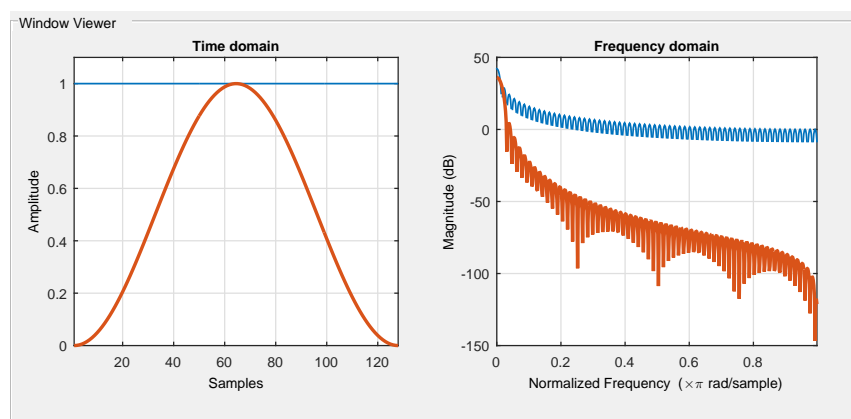 Window Viewer
Time domain
1
0.8
0.6
0.4
0.2
0
20 40 60 80 100 120
Amplitude
Samples
Frequency domain
50
0
-50
-100
-150
0 0.2 0.4 0.6 0.8
Magnitude (dB)
Normalized Frequency (×π rad/sample)